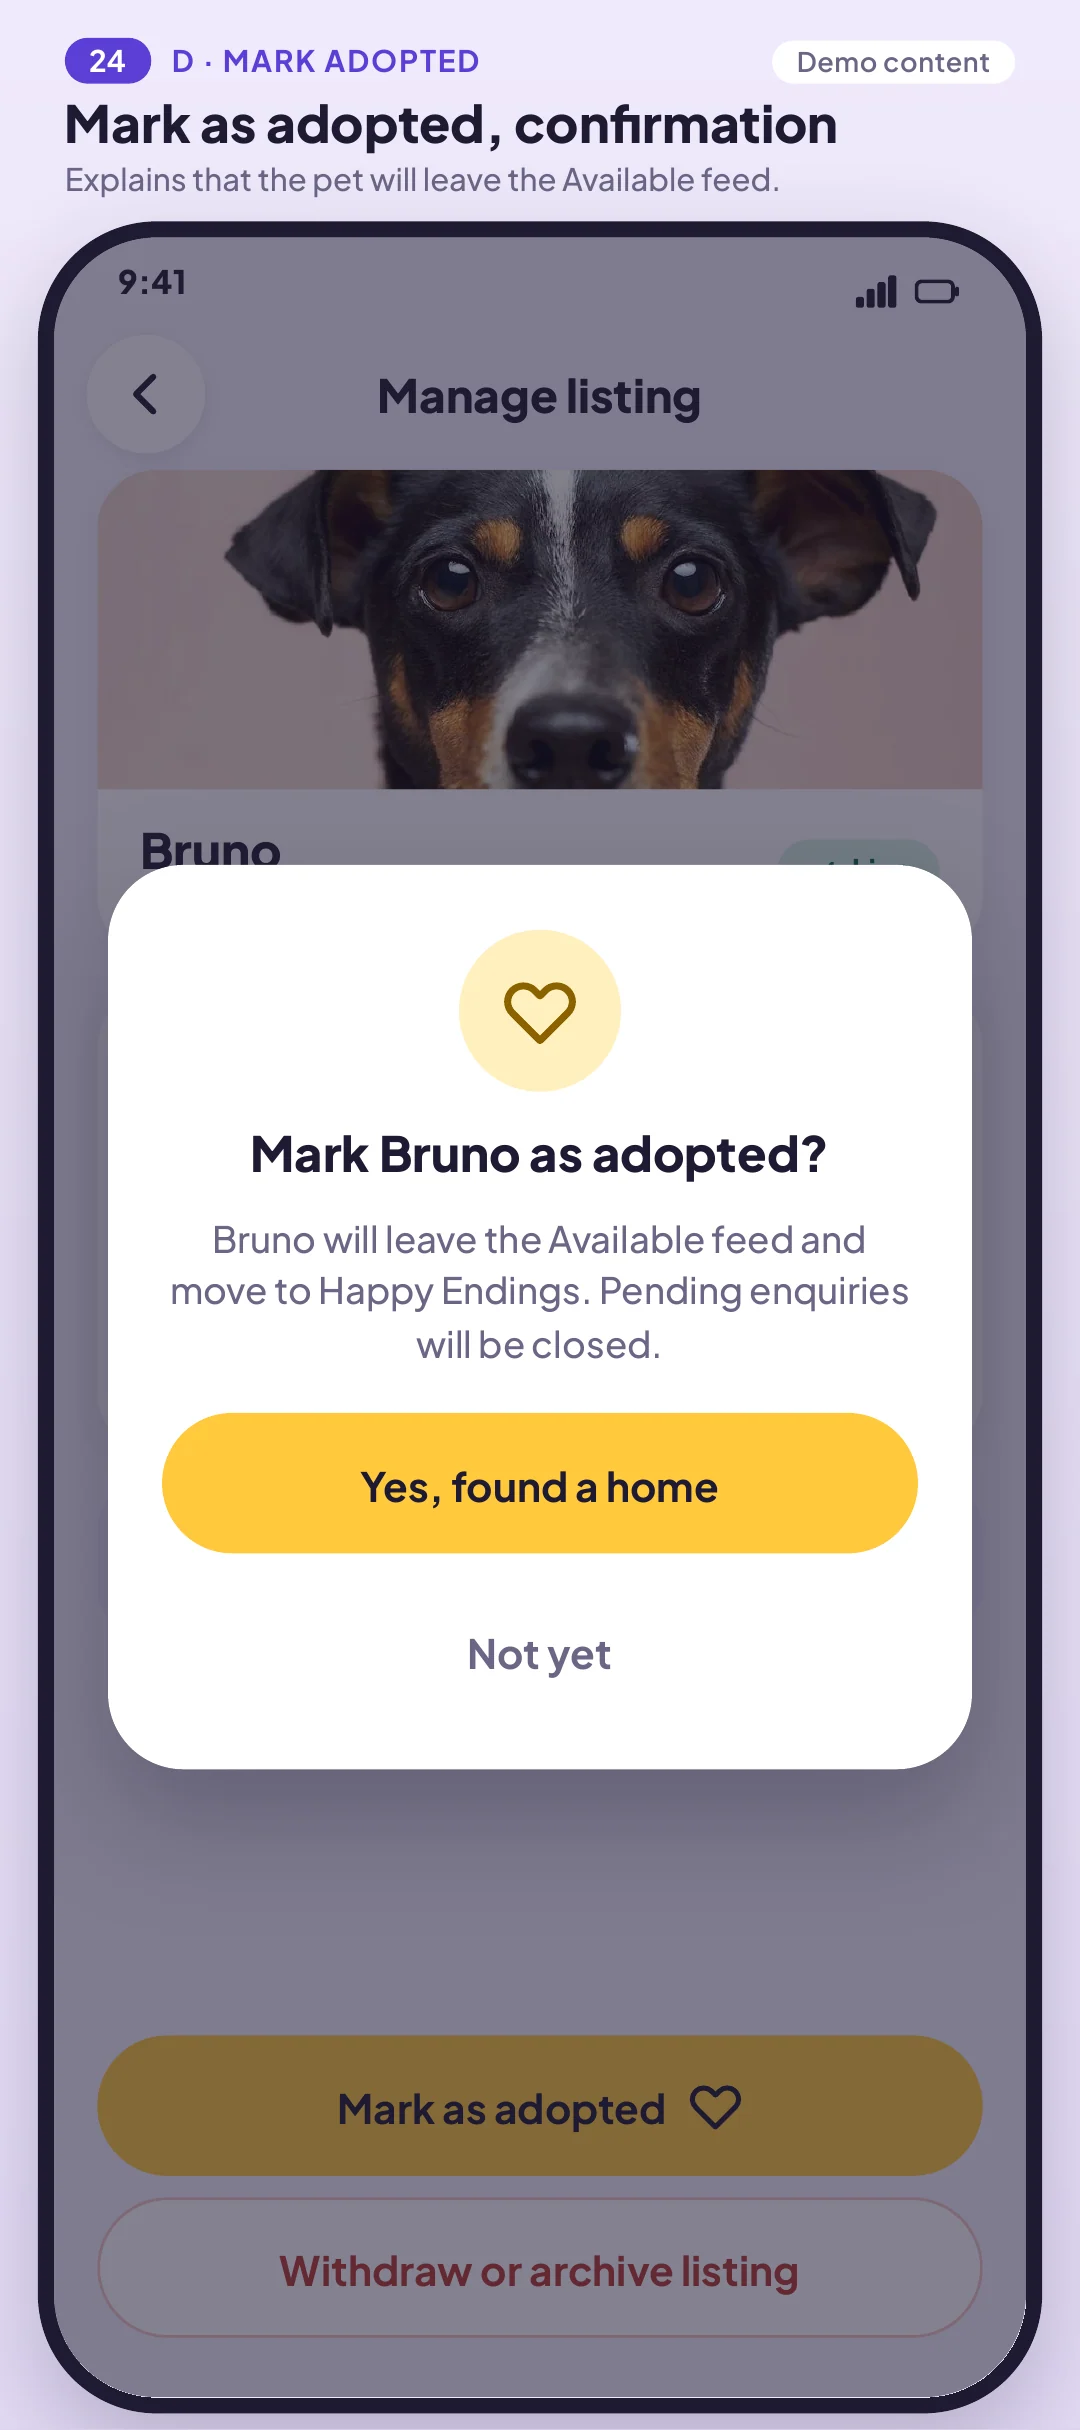 24 D · MARK ADOPTED
Demo content
Mark as adopted, confirmation
Explains that the pet will leave the Available feed.
9:41
Manage listing
Bruno
Mark Bruno as adopted?
Bruno will leave the Available feed and
move to Happy Endings. Pending enquiries
will be closed.
Yes, found a home
Not yet
Mark as adopted
Withdraw or archive listing